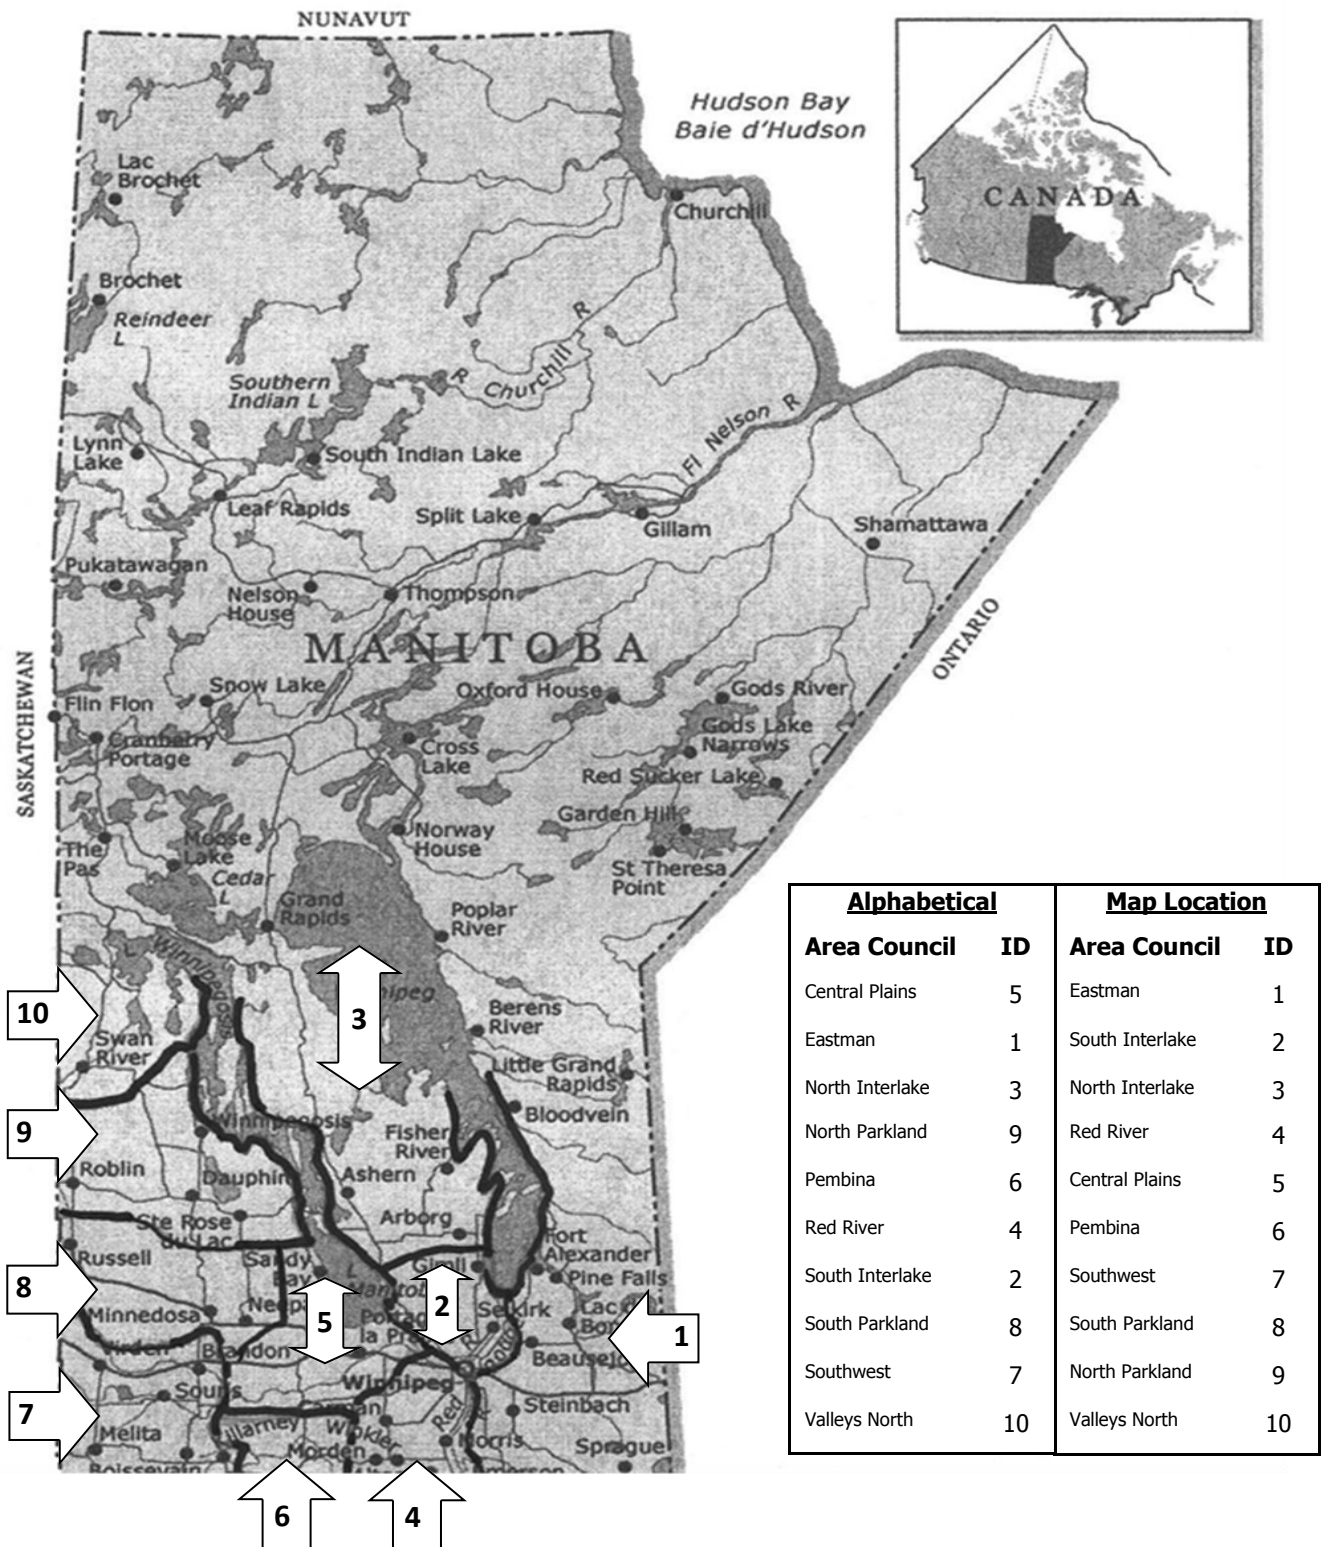 NUNAVUT
Hudson Bay
Baie d'Hudson
CANADA
Lac
Brochet
Churchill
Brochet
Reindeer
L
Southern
Indian L
R Churchill R
Lynn
Lake
South Indian Lake
Fl Nelson R
Leaf Rapids
Split Lake
Gillam
Shamattawa
Pukatawagan
Nelson
House
Thompson
MANITOBA
ONTARIO
SASKATCHEWAN
Snow Lake
Flin Flon
Oxford House
Gods River
Cranberry
Portage
Cross
Lake
Gods Lake
Narrows
Red Sucker Lake
Garden Hill
Norway
House
The
Pas
Moose
Lake
St Theresa
Point
Cedar
L
Grand
Rapids
Poplar
River
Winnipegosis
10
3
Berens
River
Swan
River
Little Grand
Rapids
Bloodvein
9
Winnipegosis
Fisher
River
Roblin
Dauphin
Ashern
Ste Rose
du Lac
Arborg
Fort
Alexander
Russell
Sandy
Bay
L
Gimli
Pine Falls
8
Minnedosa
5
2
Selkirk
Lac
1
Virden
Brandon
la
Winnipeg
7
Souris
Steinbach
Red
R
Melita
Killarney
Winkler
Morden
Morris
Sprague
Boissevain
Emerson
6
4
Alphabetical
Area Council ID
Central Plains 5
Eastman 1
North Interlake 3
North Parkland 9
Pembina 6
Red River 4
South Interlake 2
South Parkland 8
Southwest 7
Valleys North 10
Map Location
Area Council ID
Eastman 1
South Interlake 2
North Interlake 3
Red River 4
Central Plains 5
Pembina 6
Southwest 7
South Parkland 8
North Parkland 9
Valleys North 10